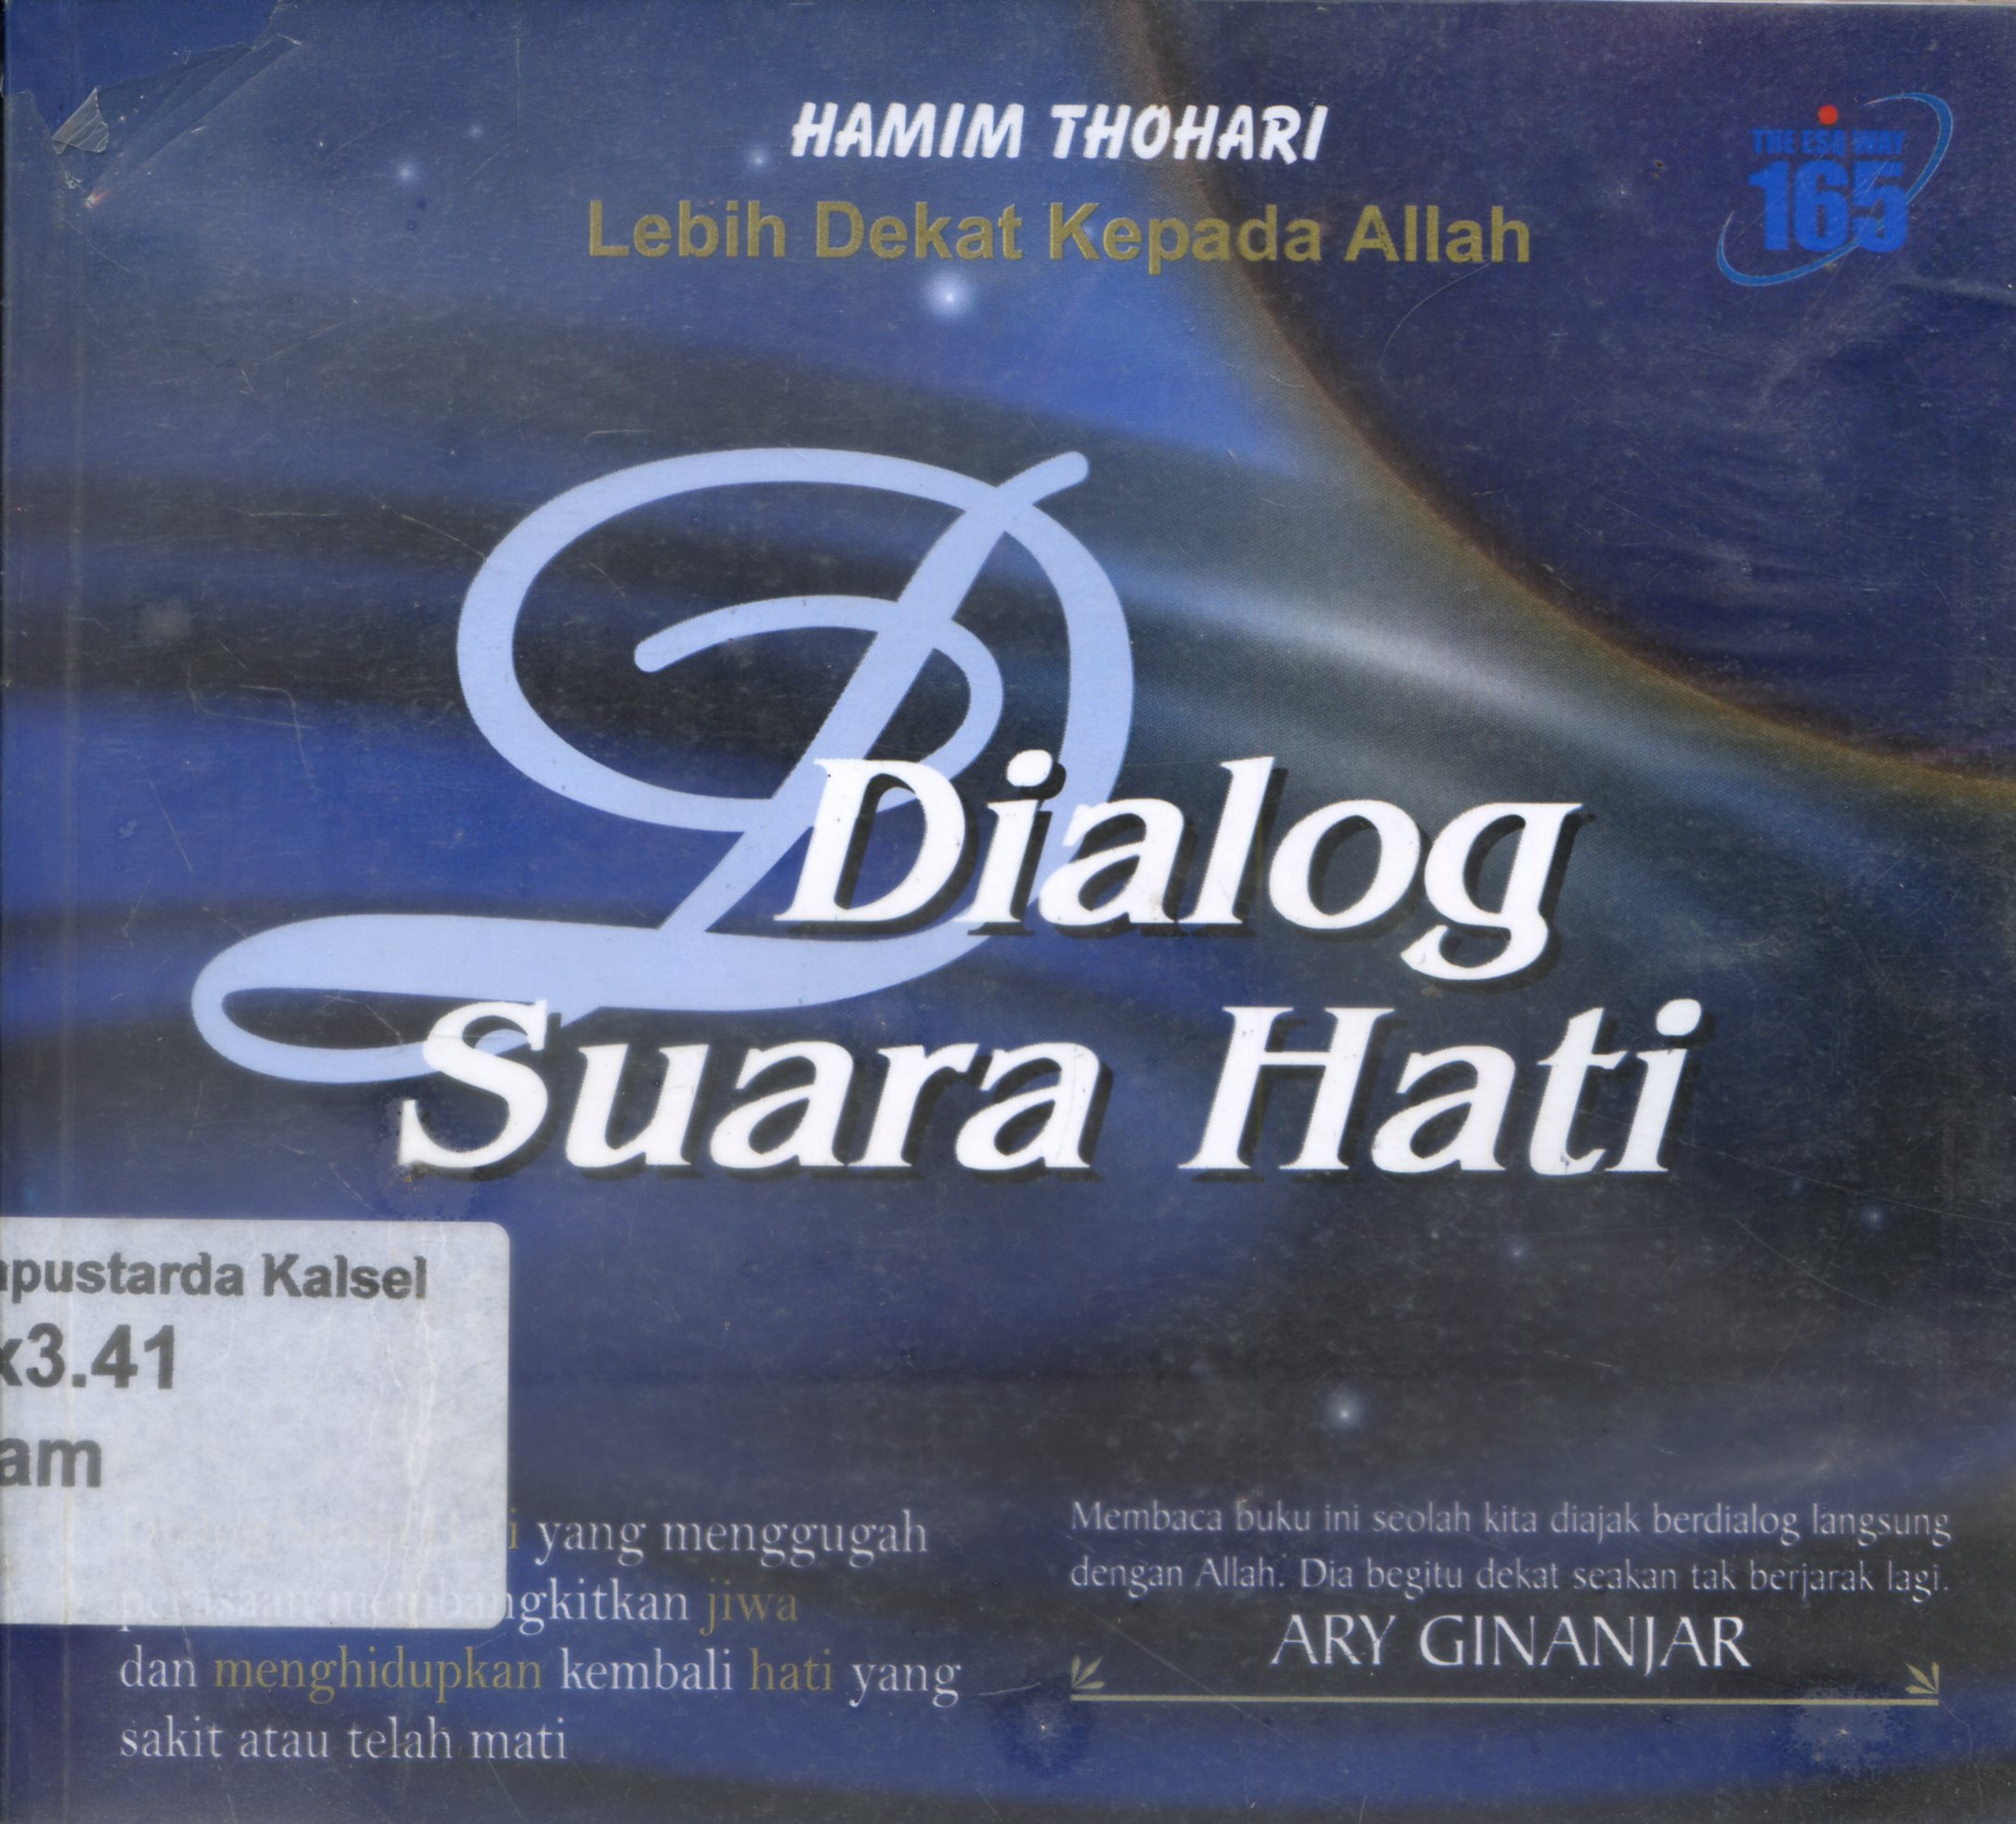 HAMIM THOHARI
Lebih Dekat Kepada Allah
THE ESQ WAY
165
D
Dialog
Suara Hati
pustarda Kalsel
x3.41
am
yang menggugah
jiwa
dan menghidupkan kembali hati yang
sakit atau telah mati
Membaca buku ini seolah kita diajak berdialog langsung
dengan Allah. Dia begitu dekat seakan tak berjarak lagi.
ARY GINANJAR